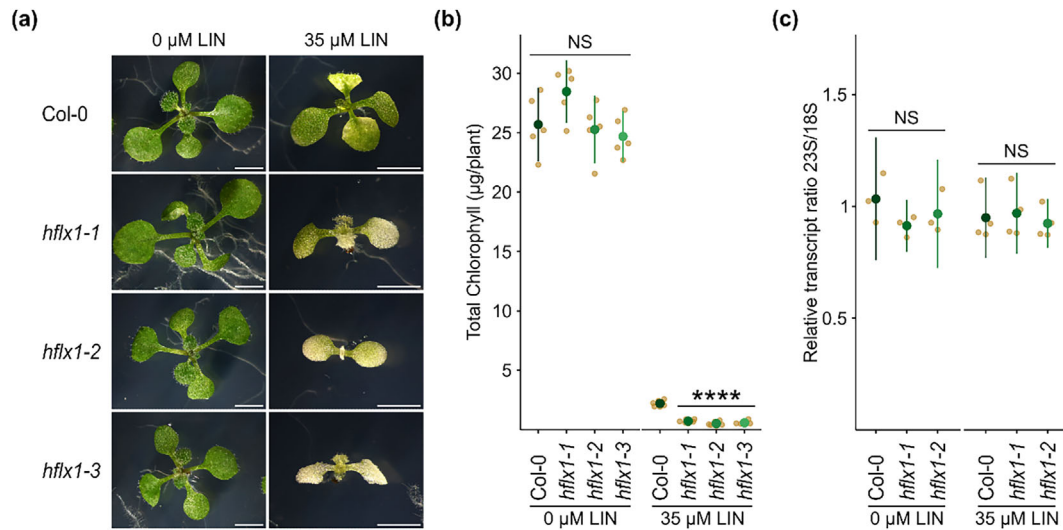 (a)
0 µM LIN
35 µM LIN
Col-0
hflx1-1
hflx1-2
hflx1-3
(b)
Total Chlorophyll (µg/plant)
30
25
20
15
10
5
NS
****
Col-0
hflx1-1
hflx1-2
hflx1-3
Col-0
hflx1-1
hflx1-2
hflx1-3
0 µM LIN
35 µM LIN
(c)
Relative transcript ratio 23S/18S
1.5
1
0.5
NS
NS
Col-0
hflx1-1
hflx1-2
Col-0
hflx1-1
hflx1-2
0 µM LIN
35 µM LIN